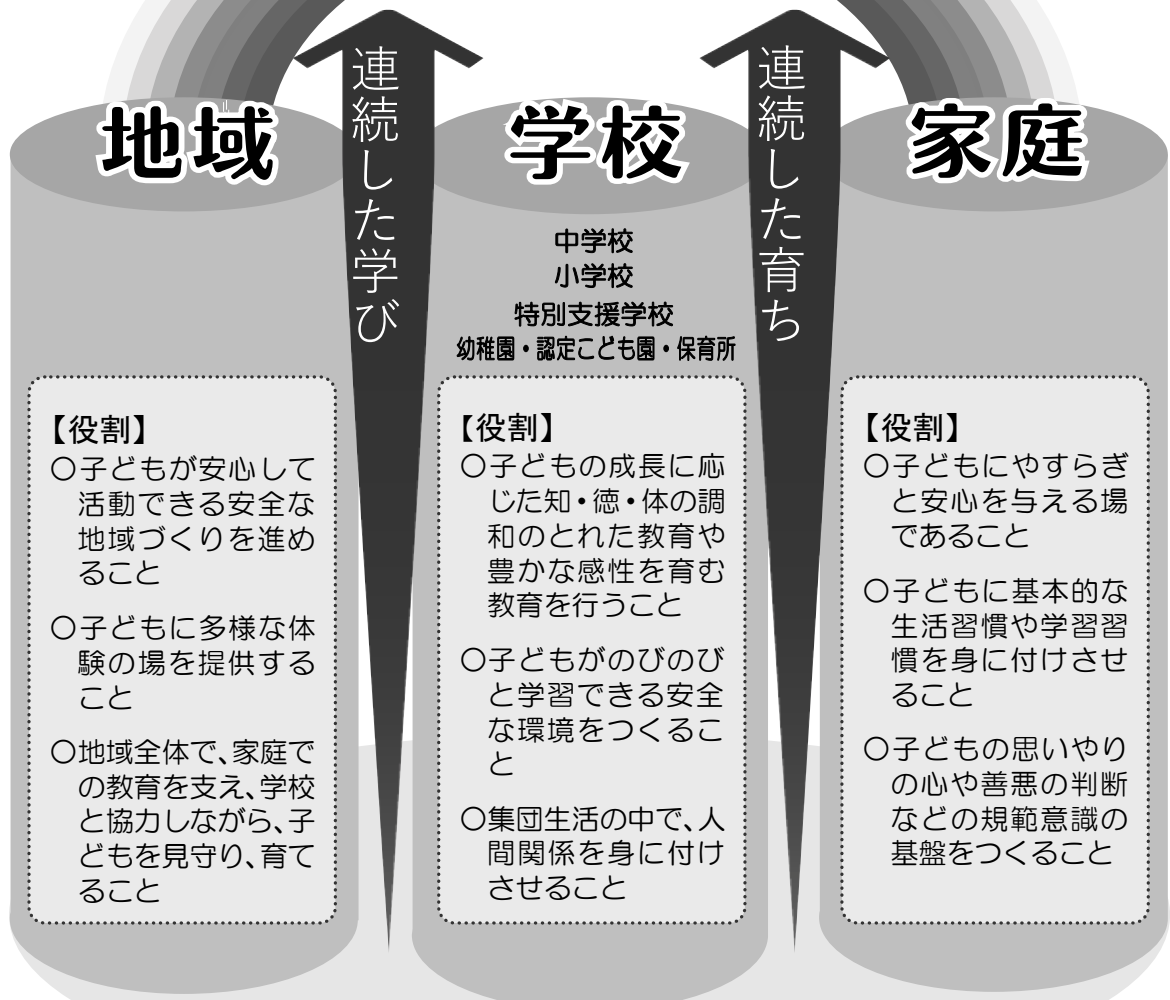 地域
連続した学び
学校
連続した育ち
家庭
中学校
小学校
特別支援学校
幼稚園・認定こども園・保育所
【役割】
○子どもが安心して
活動できる安全な
地域づくりを進め
ること
○子どもに多様な体
験の場を提供する
こと
○地域全体で、家庭で
の教育を支え、学校
と協力しながら、子
どもを見守り、育て
ること
【役割】
○子どもの成長に応
じた知・徳・体の調
和のとれた教育や
豊かな感性を育む
教育を行うこと
○子どもがのびのび
と学習できる安全
な環境をつくるこ
と
○集団生活の中で、人
間関係を身に付け
させること
【役割】
○子どもにやすらぎ
と安心を与える場
であること
○子どもに基本的な
生活習慣や学習習
慣を身に付けさせ
ること
○子どもの思いやり
の心や善悪の判断
などの規範意識の
基盤をつくること